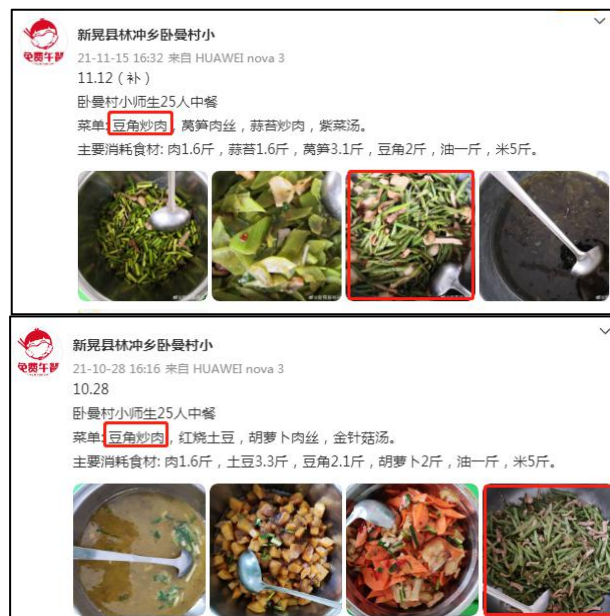 新晃县林冲乡卧曼村小
免费午餐
21-11-15 16:32 来自 HUAWEI nova 3
11.12（补）
卧曼村小师生25人中餐
菜单: 豆角炒肉，莴笋肉丝，蒜苔炒肉，紫菜汤。
主要消耗食材: 肉1.6斤，蒜苔1.6斤，莴笋3.1斤，豆角2斤，油一斤，米5斤。
新晃县林冲乡卧曼村小
免费午餐
21-10-28 16:16 来自 HUAWEI nova 3
10.28
卧曼村小师生25人中餐
菜单: 豆角炒肉，红烧土豆，胡萝卜肉丝，金针菇汤。
主要消耗食材: 肉1.6斤，土豆3.3斤，豆角2.1斤，胡萝卜2斤，油一斤，米5斤。